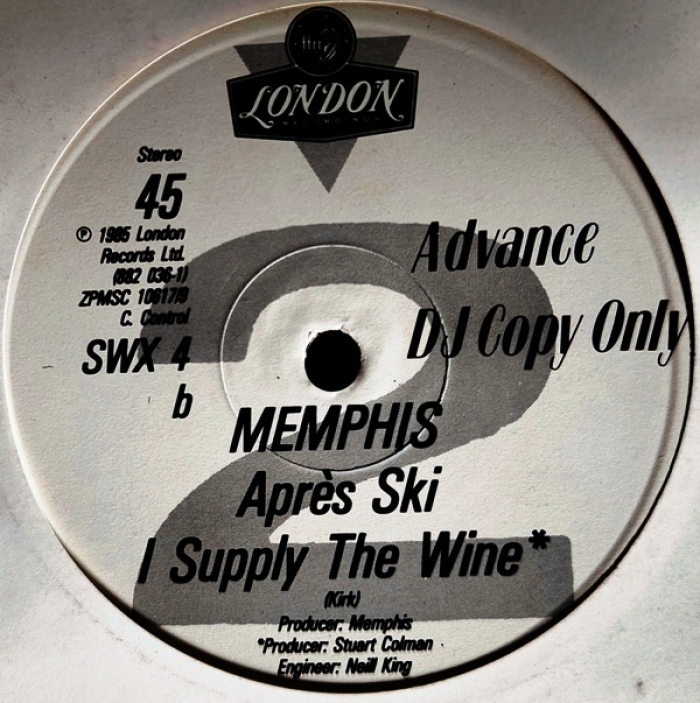 LONDON
Stereo
45
℗ 1985 London
Records Ltd.
(882 036-1)
ZPMSC 10617/8
C. Control
SWX 4
b
Advance
DJ Copy Only
2
MEMPHIS
Après Ski
I Supply The Wine*
(Kirk)
Producer: Memphis
*Producer: Stuart Colman
Engineer: Neill King